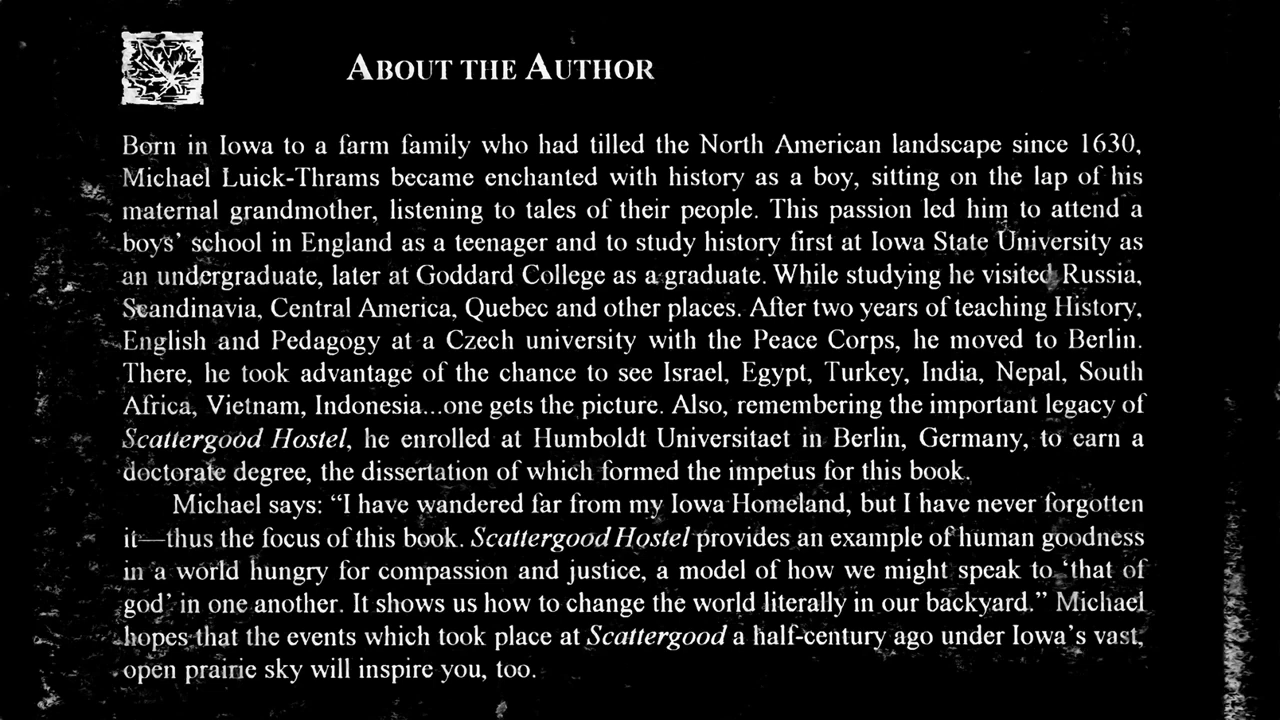 ABOUT THE AUTHOR
Born in Iowa to a farm family who had tilled the North American landscape since 1630,
Michael Luick-Thrams became enchanted with history as a boy, sitting on the lap of his
maternal grandmother, listening to tales of their people. This passion led him to attend a
boys' school in England as a teenager and to study history first at Iowa State University as
an undergraduate, later at Goddard College as a graduate. While studying he visited Russia,
Scandinavia, Central America, Quebec and other places. After two years of teaching History,
English and Pedagogy at a Czech university with the Peace Corps, he moved to Berlin.
There, he took advantage of the chance to see Israel, Egypt, Turkey, India, Nepal, South
Africa, Vietnam, Indonesia...one gets the picture. Also, remembering the important legacy of
Scattergood Hostel, he enrolled at Humboldt Universitaet in Berlin, Germany, to earn a
doctorate degree, the dissertation of which formed the impetus for this book.
Michael says: “I have wandered far from my Iowa Homeland, but I have never forgotten
it—thus the focus of this book. Scattergood Hostel provides an example of human goodness
in a world hungry for compassion and justice, a model of how we might speak to ‘that of
god’ in one another. It shows us how to change the world literally in our backyard.” Michael
hopes that the events which took place at Scattergood a half-century ago under Iowa's vast,
open prairie sky will inspire you, too.